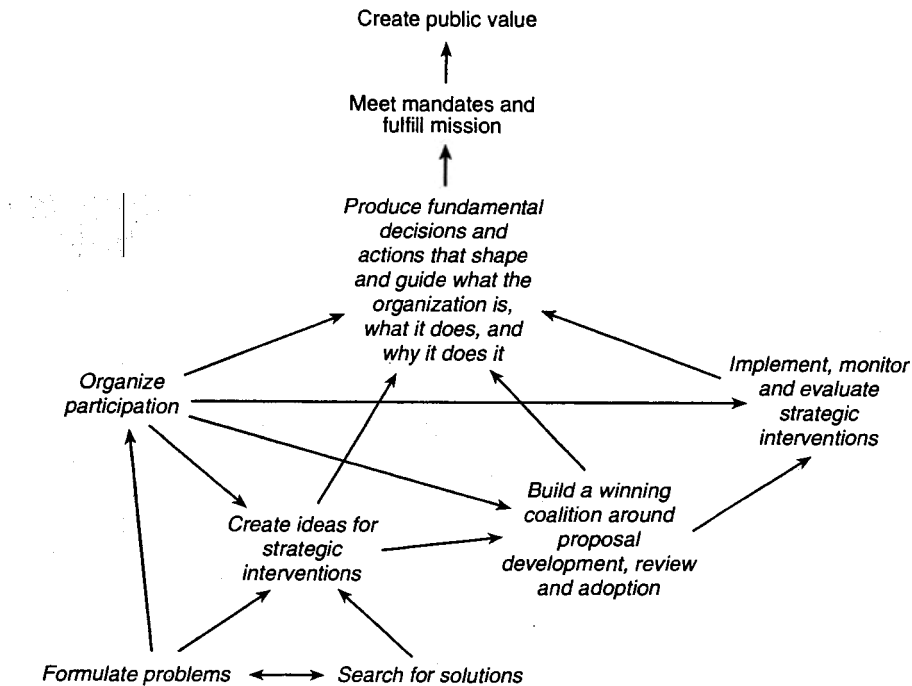 Create public value
Meet mandates and
fulfill mission
Produce fundamental
decisions and
actions that shape
and guide what the
organization is,
what it does, and
why it does it
Organize
participation
Implement, monitor
and evaluate
strategic
interventions
Create ideas for
strategic
interventions
Build a winning
coalition around
proposal
development, review
and adoption
Formulate problems
Search for solutions